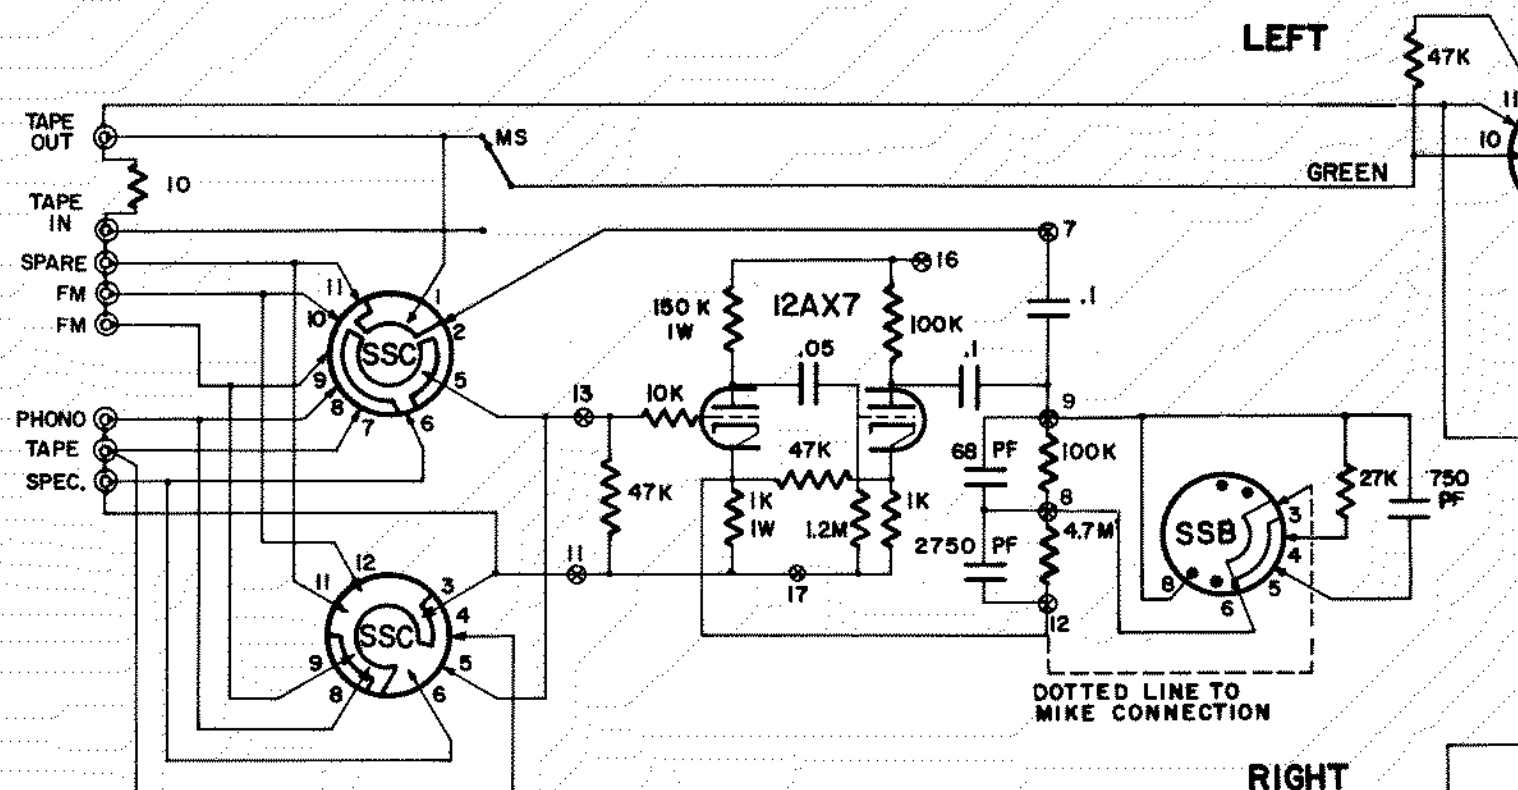 LEFT
47K
11
10
TAPE
OUT
MS
10
GREEN
TAPE
IN
7
SPARE
16
FM
11
1
150 K
1W
12AX7
.1
10
2
100K
FM
SSC
.05
.1
9
5
8
13
10K
9
PHONO
7
6
TAPE
47K
68 PF
100K
SPEC.
47K
1K
1W
1.2M
1K
8
27K
750
PF
3
4.7M
SSB
4
2750 PF
11
12
17
8
5
11
3
6
4
12
SSC
9
5
8
6
DOTTED LINE TO
MIKE CONNECTION
RIGHT